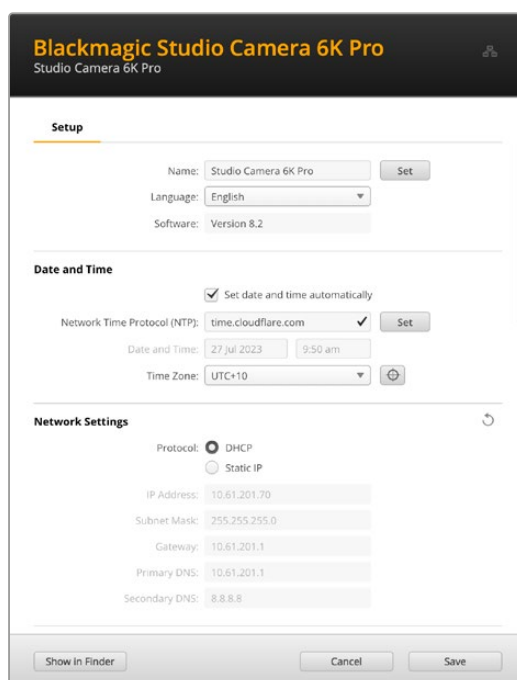 Blackmagic Studio Camera 6K Pro
Studio Camera 6K Pro
Setup
Name: Studio Camera 6K Pro Set
Language: English
Software: Version 8.2
Date and Time
Set date and time automatically
Network Time Protocol (NTP): time.cloudflare.com Set
Date and Time: 27 Jul 2023 9:50 am
Time Zone: UTC+10
Network Settings
Protocol: DHCP
Static IP
IP Address: 10.61.201.70
Subnet Mask: 255.255.255.0
Gateway: 10.61.201.1
Primary DNS: 10.61.201.1
Secondary DNS: 8.8.8.8
Show in Finder Cancel Save